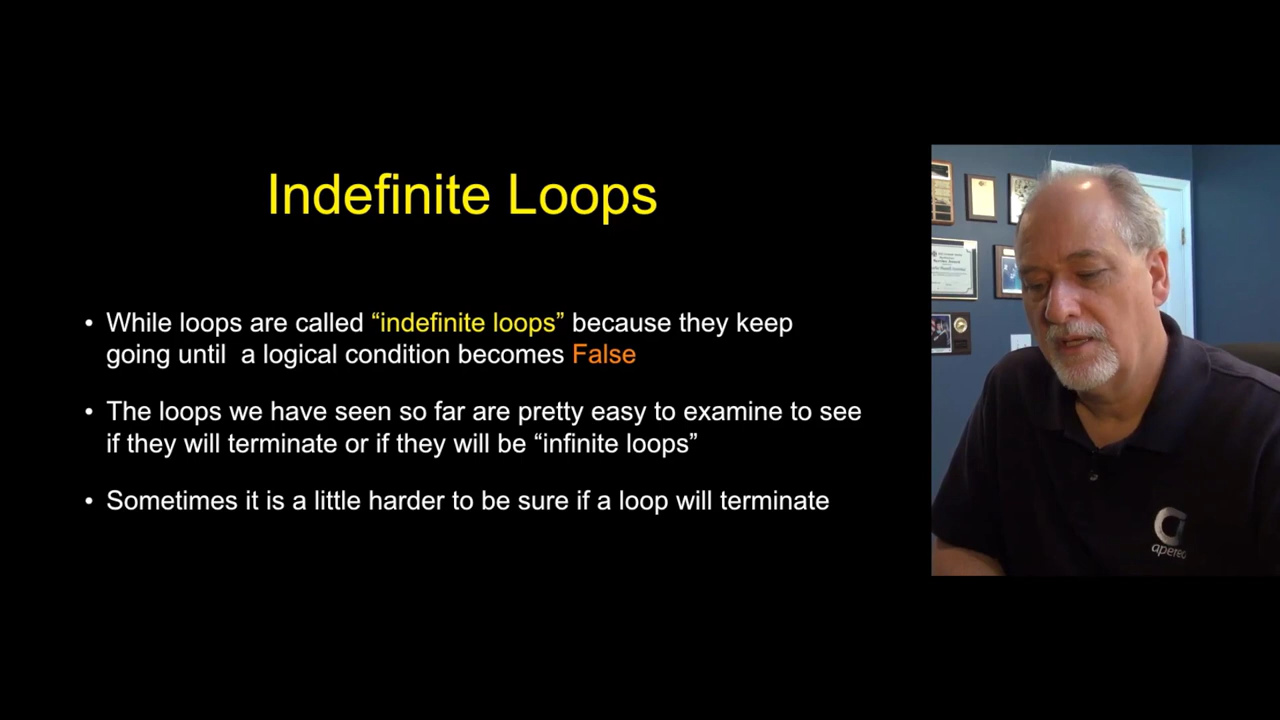 Indefinite Loops
• While loops are called “indefinite loops” because they keep
going until a logical condition becomes False
• The loops we have seen so far are pretty easy to examine to see
if they will terminate or if they will be “infinite loops”
• Sometimes it is a little harder to be sure if a loop will terminate
apereo